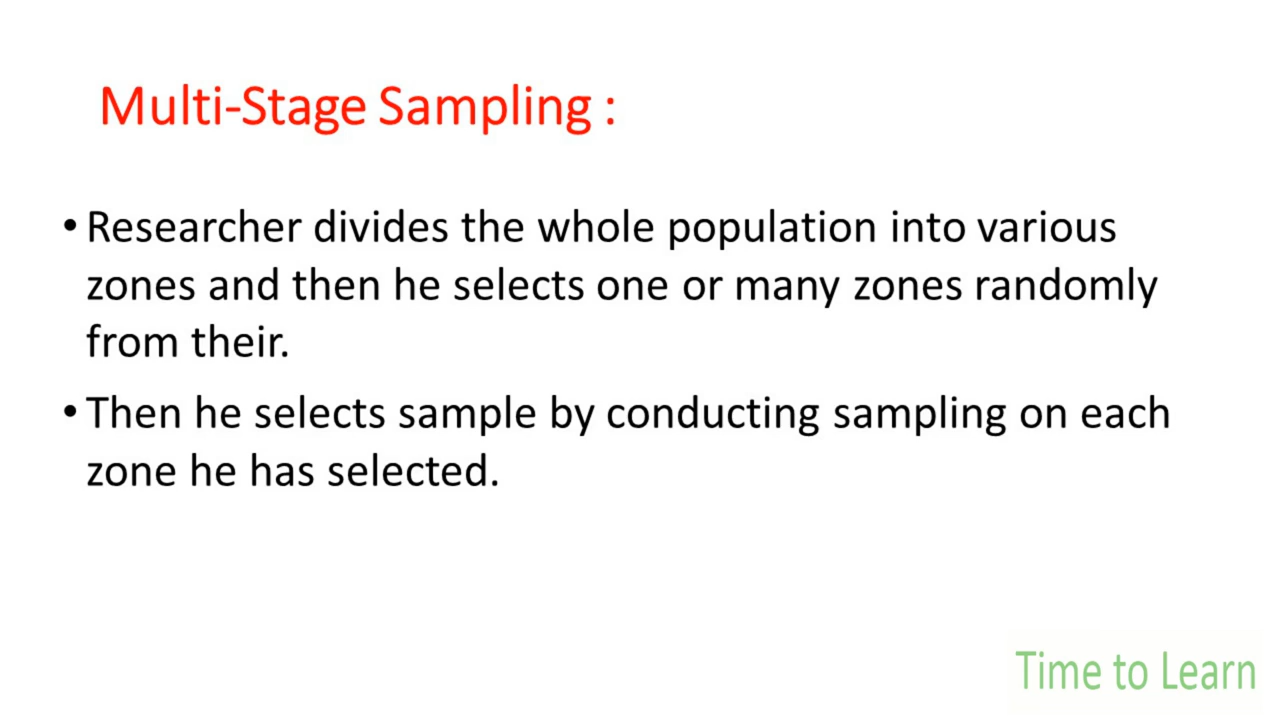 Multi-Stage Sampling :
• Researcher divides the whole population into various
zones and then he selects one or many zones randomly
from their.
• Then he selects sample by conducting sampling on each
zone he has selected.
Time to Learn